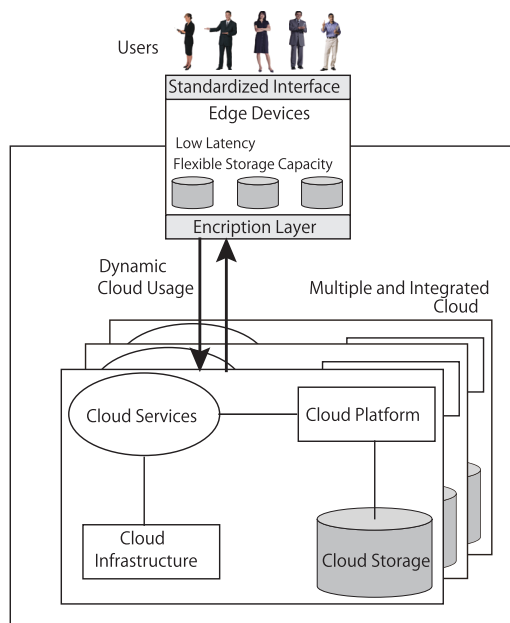 Users
Standardized Interface
Edge Devices
Low Latency
Flexible Storage Capacity
Encription Layer
Dynamic
Cloud Usage
Multiple and Integrated
Cloud
Cloud Services
Cloud Platform
Cloud
Infrastructure
Cloud Storage